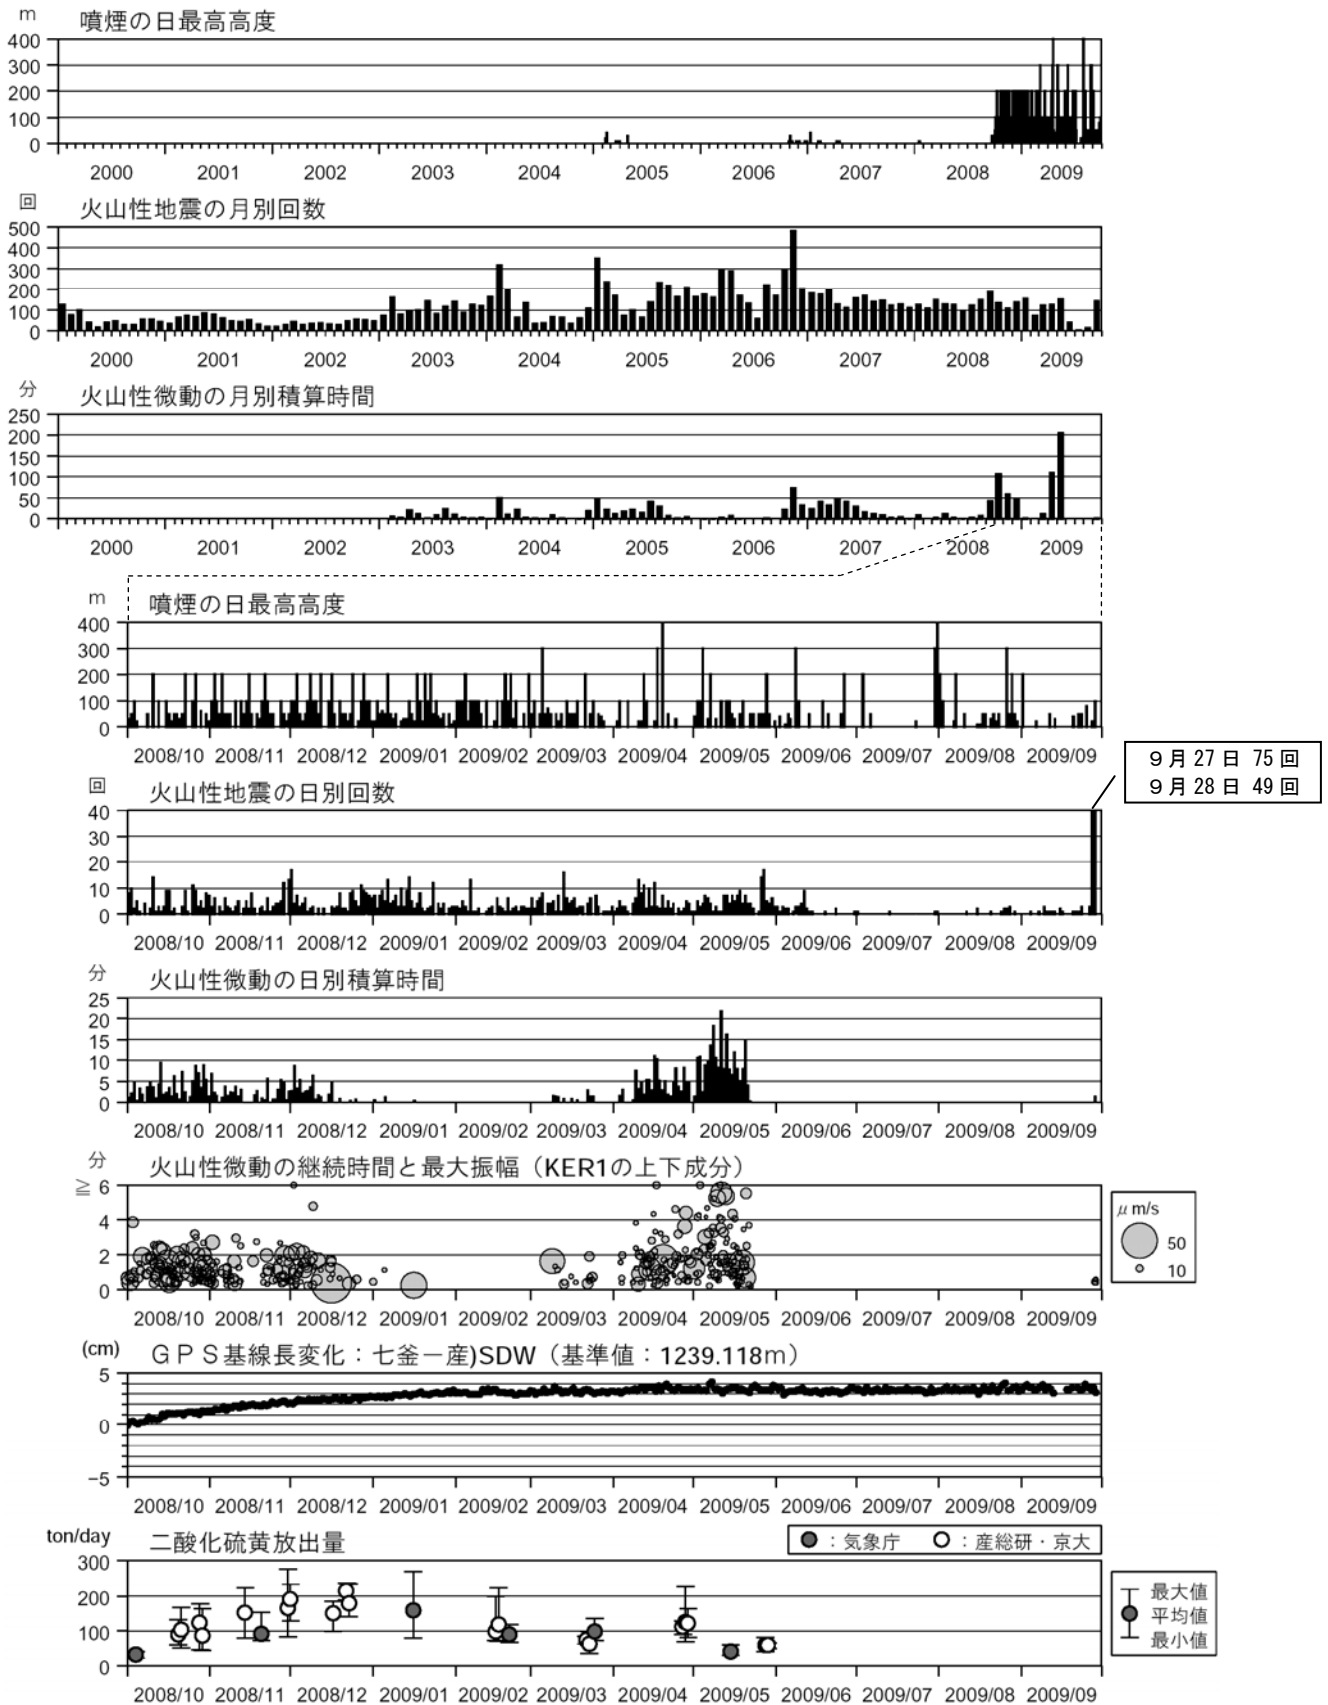 m 噴煙の日最高高度
400
300
200
100
0
2000 2001 2002 2003 2004 2005 2006 2007 2008 2009
回 火山性地震の月別回数
500
400
300
200
100
0
2000 2001 2002 2003 2004 2005 2006 2007 2008 2009
分 火山性微動の月別積算時間
250
200
150
100
50
0
2000 2001 2002 2003 2004 2005 2006 2007 2008 2009
m 噴煙の日最高高度
400
300
200
100
0
2008/10 2008/11 2008/12 2009/01 2009/02 2009/03 2009/04 2009/05 2009/06 2009/07 2009/08 2009/09
９月27日 75回
９月28日 49回
回 火山性地震の日別回数
40
30
20
10
0
2008/10 2008/11 2008/12 2009/01 2009/02 2009/03 2009/04 2009/05 2009/06 2009/07 2009/08 2009/09
分 火山性微動の日別積算時間
25
20
15
10
5
0
2008/10 2008/11 2008/12 2009/01 2009/02 2009/03 2009/04 2009/05 2009/06 2009/07 2009/08 2009/09
分 火山性微動の継続時間と最大振幅（KER1の上下成分）
≧ 6
4
2
0
μm/s
50
10
2008/10 2008/11 2008/12 2009/01 2009/02 2009/03 2009/04 2009/05 2009/06 2009/07 2009/08 2009/09
(cm) ＧＰＳ基線長変化：七釜－産)SDW（基準値：1239.118m）
5
0
−5
2008/10 2008/11 2008/12 2009/01 2009/02 2009/03 2009/04 2009/05 2009/06 2009/07 2009/08 2009/09
ton/day 二酸化硫黄放出量
：気象庁 ：産総研・京大
300
200
100
0
最大値
平均値
最小値
2008/10 2008/11 2008/12 2009/01 2009/02 2009/03 2009/04 2009/05 2009/06 2009/07 2009/08 2009/09